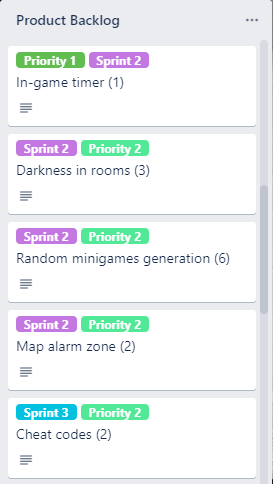 Product Backlog
Priority 1 Sprint 2
In-game timer (1)
Sprint 2 Priority 2
Darkness in rooms (3)
Sprint 2 Priority 2
Random minigames generation (6)
Sprint 2 Priority 2
Map alarm zone (2)
Sprint 3 Priority 2
Cheat codes (2)